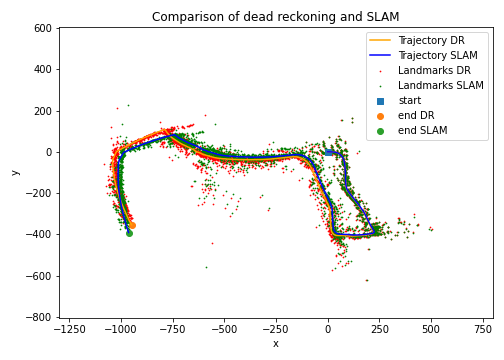 Comparison of dead reckoning and SLAM
600
400
200
0
−200
−400
−600
−800
y
Trajectory DR
Trajectory SLAM
Landmarks DR
Landmarks SLAM
start
end DR
end SLAM
−1250 −1000 −750 −500 −250 0 250 500 750
x